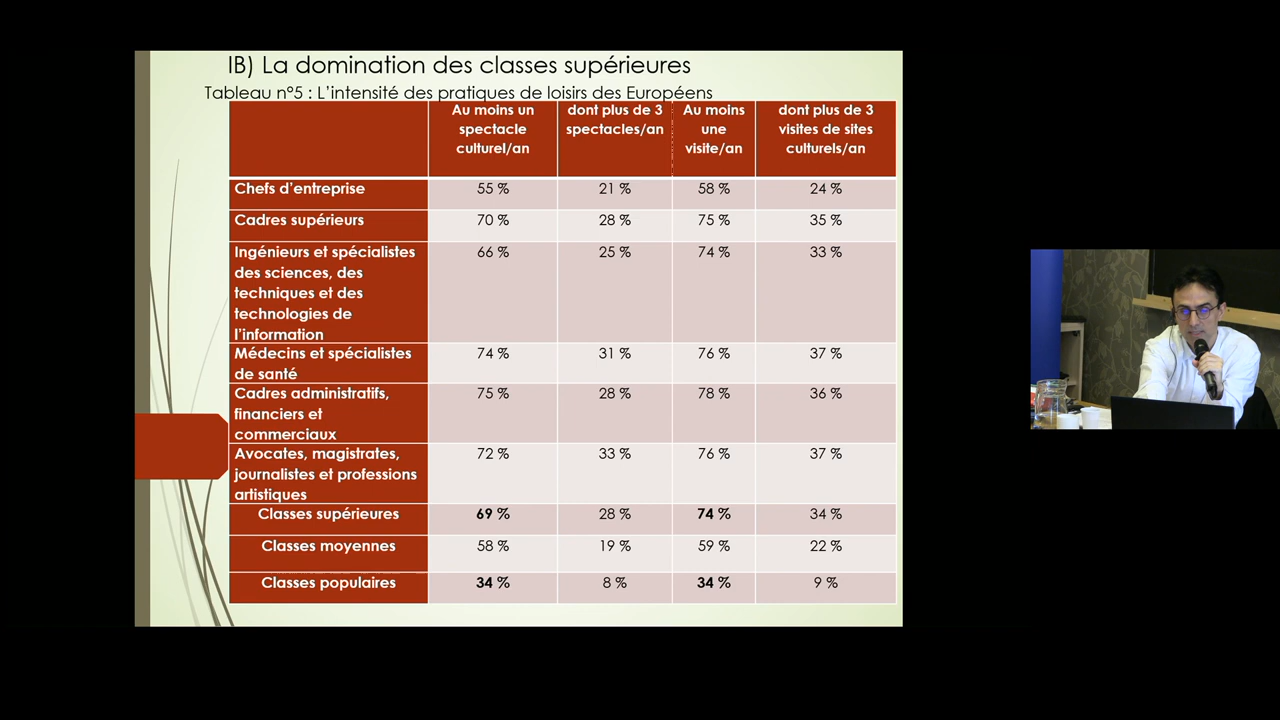 IB) La domination des classes supérieures
Tableau n°5 : L'intensité des pratiques de loisirs des Européens
Au moins un spectacle culturel/an | dont plus de 3 spectacles/an | Au moins une visite/an | dont plus de 3 visites de sites culturels/an
Chefs d'entreprise 55 % 21 % 58 % 24 %
Cadres supérieurs 70 % 28 % 75 % 35 %
Ingénieurs et spécialistes 66 % 25 % 74 % 33 %
des sciences, des
techniques et des
technologies de
l'information
Médecins et spécialistes 74 % 31 % 76 % 37 %
de santé
Cadres administratifs, 75 % 28 % 78 % 36 %
financiers et
commerciaux
Avocates, magistrates, 72 % 33 % 76 % 37 %
journalistes et professions
artistiques
Classes supérieures 69 % 28 % 74 % 34 %
Classes moyennes 58 % 19 % 59 % 22 %
Classes populaires 34 % 8 % 34 % 9 %